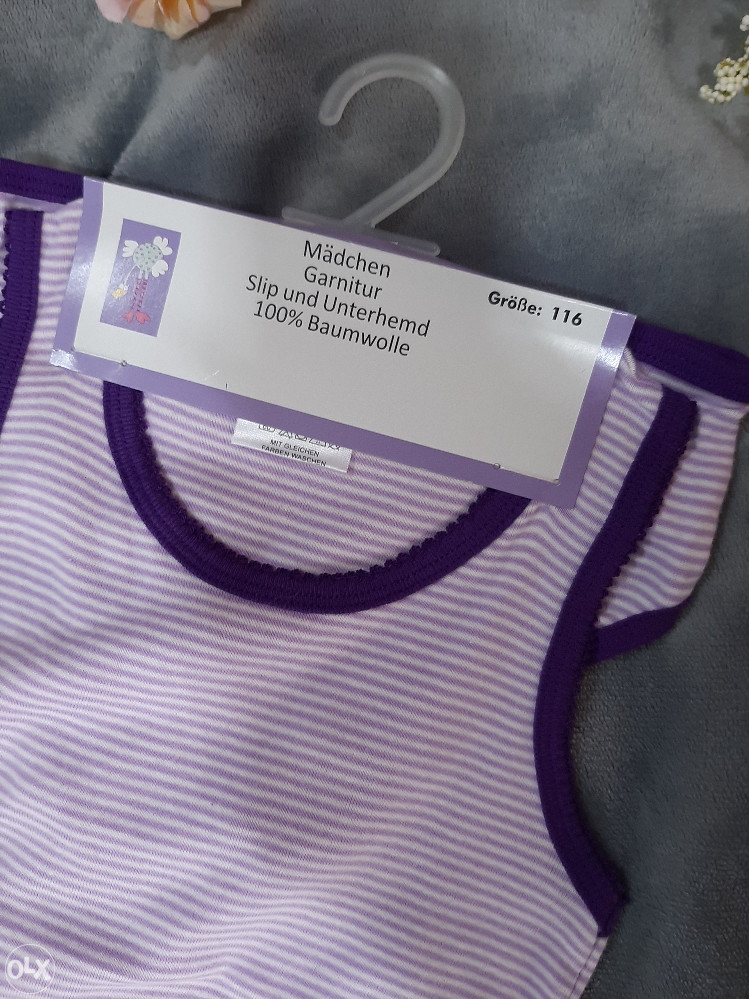 Mädchen
Garnitur
Slip und Unterhemd
100% Baumwolle
Größe: 116
MIT GLEICHEN
FARBEN WASCHEN
OLX